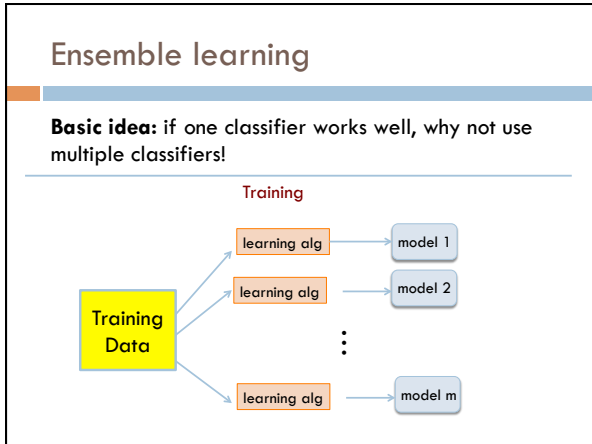 Ensemble learning
Basic idea: if one classifier works well, why not use
multiple classifiers!
Training
learning alg
model 1
learning alg
model 2
Training
Data
⋮
learning alg
model m